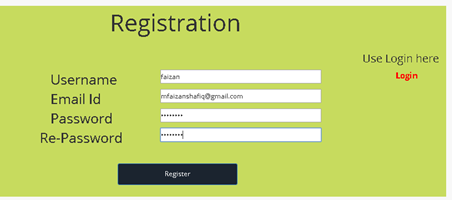 Registration
Use Login here
Login
Username
faizan
Email Id
mfaizanshafiq@gmail.com
Password
••••••••
Re-Password
••••••••
Register